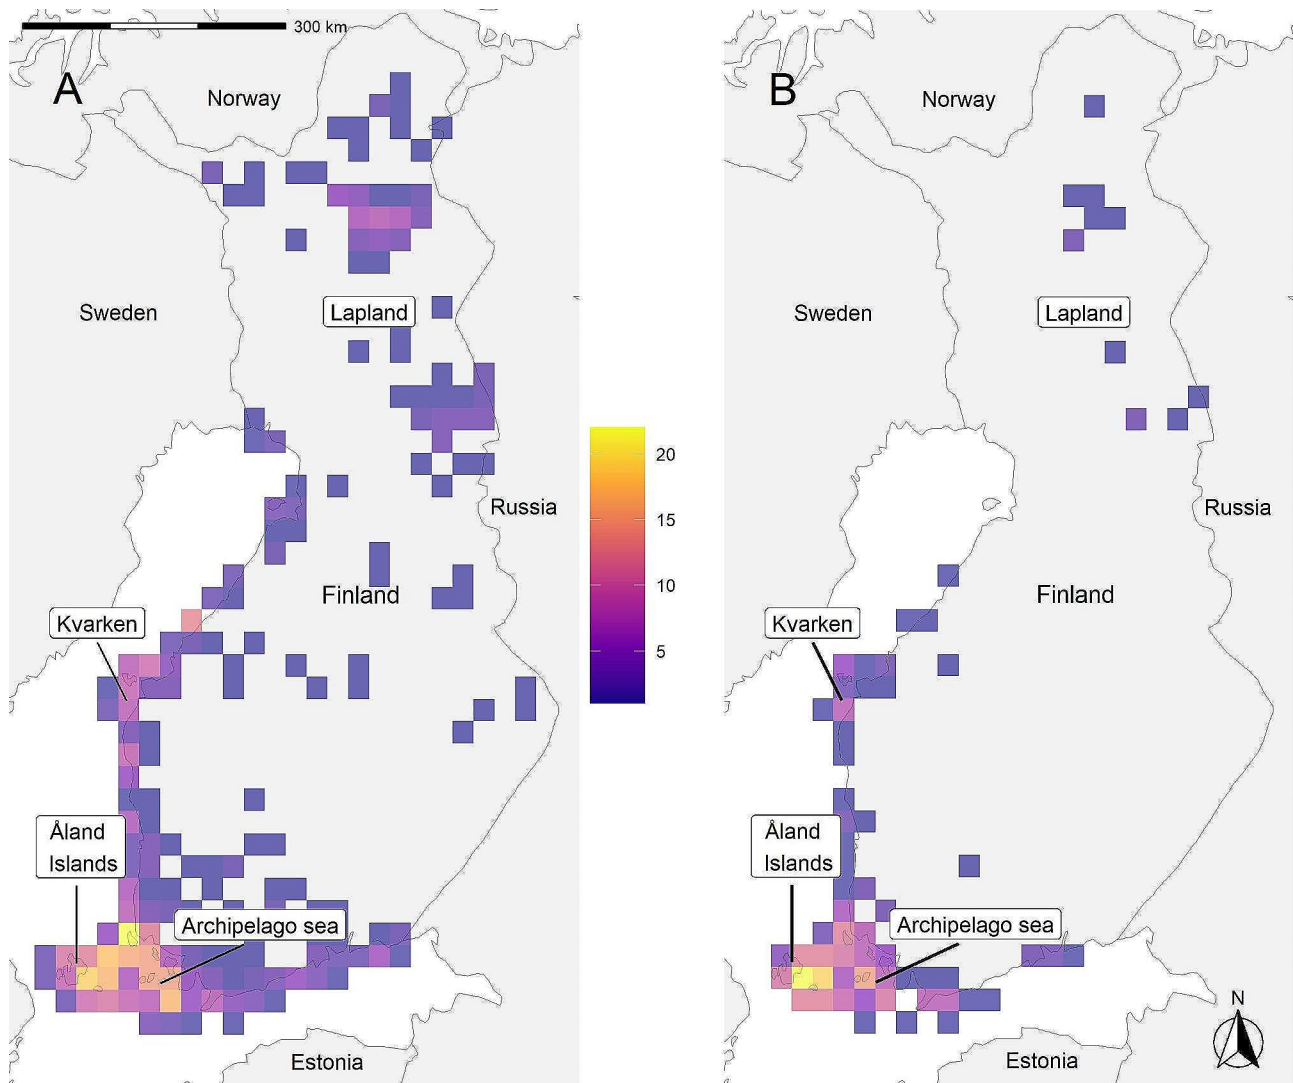 300 km
A
Norway
Sweden
Lapland
Russia
Finland
Kvarken
Åland
Islands
Archipelago sea
Estonia
20
15
10
5
B
Norway
Sweden
Lapland
Russia
Finland
Kvarken
Åland
Islands
Archipelago sea
Estonia
N